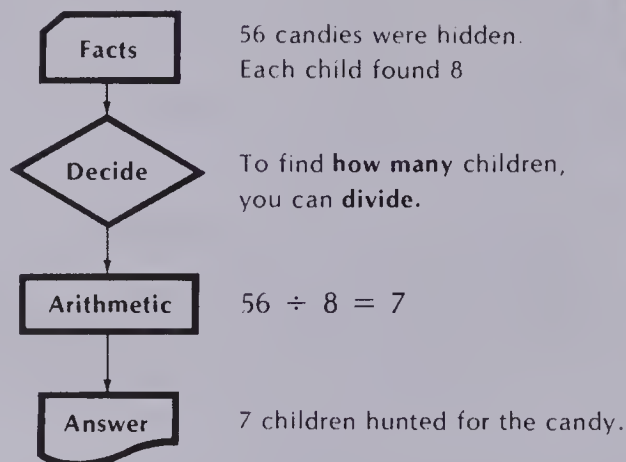 Facts
56 candies were hidden.
Each child found 8
Decide
To find how many children,
you can divide.
Arithmetic
56 ÷ 8 = 7
Answer
7 children hunted for the candy.